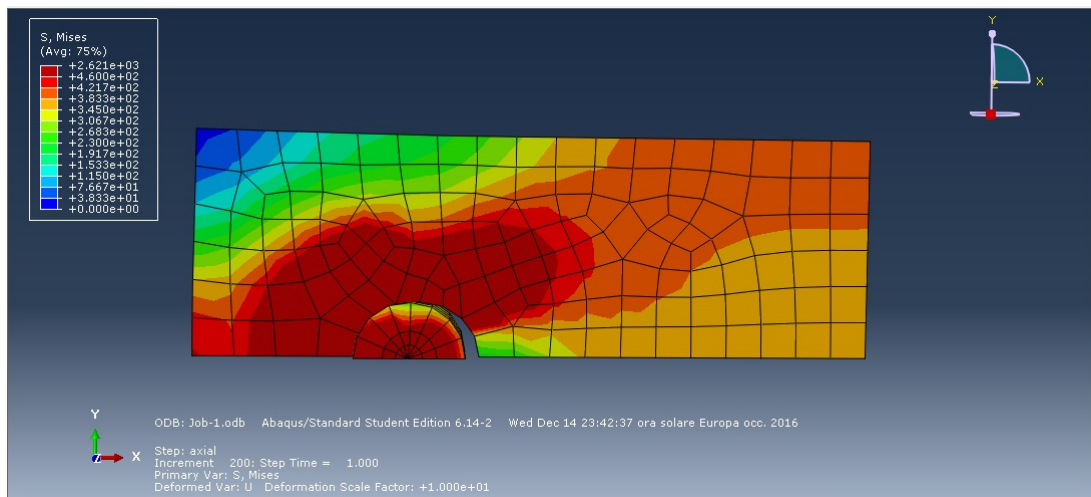 S, Mises
(Avg: 75%)
+2.621e+03
+4.600e+02
+4.217e+02
+3.833e+02
+3.450e+02
+3.067e+02
+2.683e+02
+2.300e+02
+1.917e+02
+1.533e+02
+1.150e+02
+7.667e+01
+3.833e+01
+0.000e+00
Y
X
Z
Y
X
Z
ODB: Job-1.odb Abaqus/Standard Student Edition 6.14-2 Wed Dec 14 23:42:37 ora solare Europa occ. 2016
Step: axial
Increment 200: Step Time = 1.000
Primary Var: S, Mises
Deformed Var: U Deformation Scale Factor: +1.000e+01